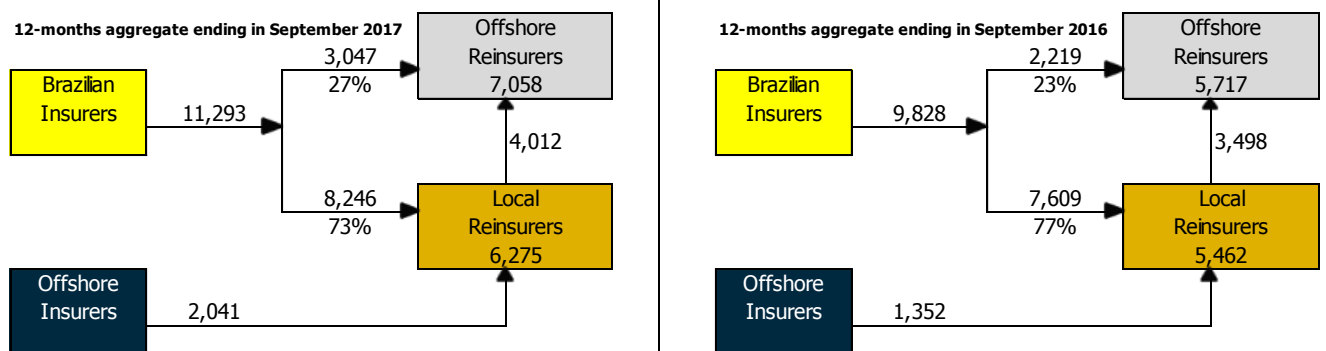 12-months aggregate ending in September 2017
Offshore
Reinsurers
7,058
3,047
27%
Brazilian
Insurers
11,293
4,012
8,246
73%
Local
Reinsurers
6,275
Offshore
Insurers
2,041
12-months aggregate ending in September 2016
Offshore
Reinsurers
5,717
2,219
23%
Brazilian
Insurers
9,828
3,498
7,609
77%
Local
Reinsurers
5,462
Offshore
Insurers
1,352